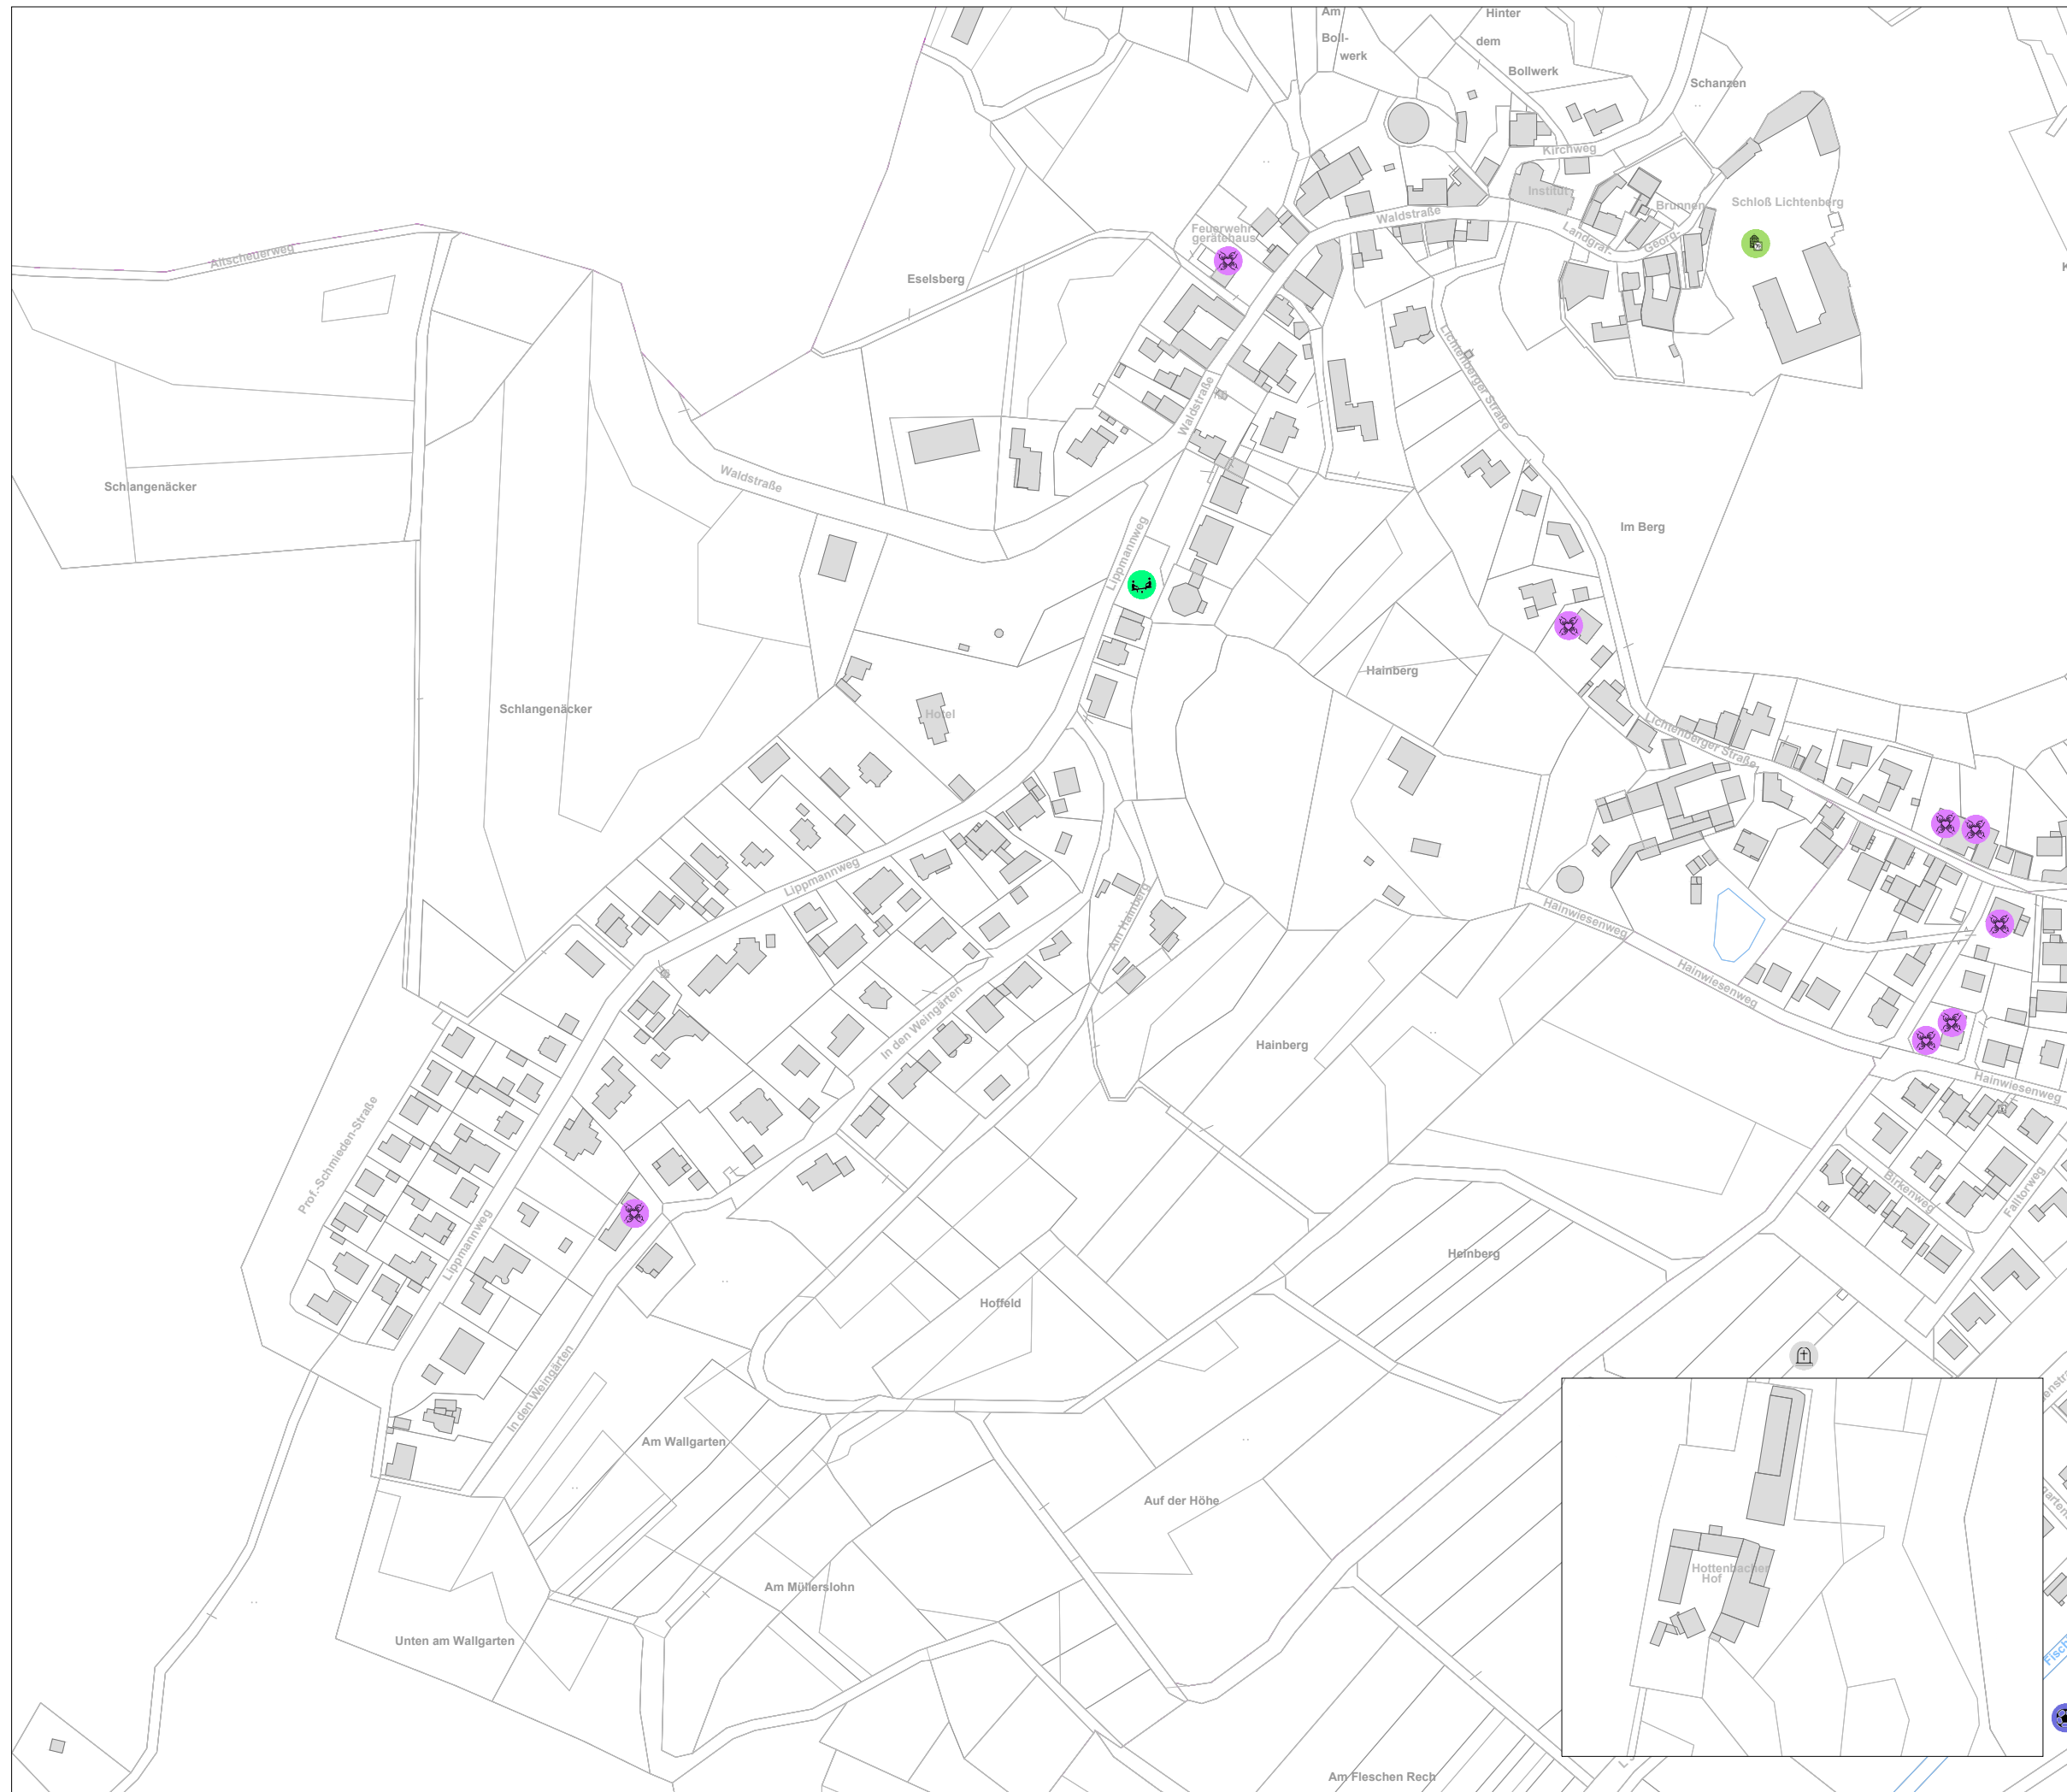 Am
Boll-
werk
Hinter
dem
Bollwerk
Schanzen
Kirchweg
Institut
Brunnen
Schloß Lichtenberg
Waldstraße
Landgraf-
Georg-
Feuerwehr-
gerätehaus
Altscheuerweg
Eselsberg
Lichtenberger Straße
Waldstraße
Waldstraße
Schlangenäcker
Im Berg
Lippmannweg
Hainberg
Schlangenäcker
Hotel
Lichtenberger Straße
Lippmannweg
Am Hainberg
Hainwiesenweg
Hainwiesenweg
In den Weingärten
Hainberg
Hainwiesenweg
Prof.-Schmieden-Straße
Birkenweg
Falltorweg
Lippmannweg
Heinberg
Hoffeld
In den Weingärten
Am Wallgarten
Auf der Höhe
Hottenbacher
Hof
Am Müllerslohn
Unten am Wallgarten
Am Fleschen Rech